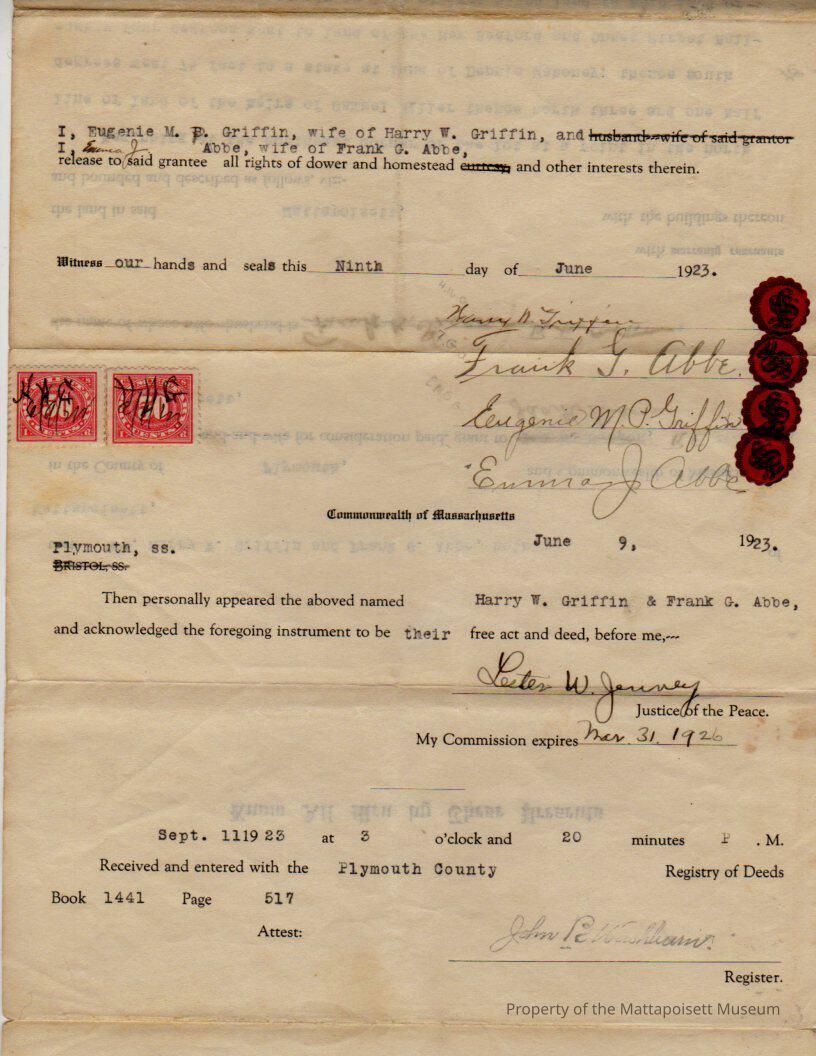 I, Eugenie M. P. Griffin, wife of Harry W. Griffin, and husband--wife of said grantor
I, Emma J. Abbe, wife of Frank G. Abbe,
release to said grantee all rights of dower and homestead curtesy, and other interests therein.
Witness our hands and seals this Ninth day of June 1923.
Harry W. Griffin
Frank G. Abbe.
Eugenie M. P. Griffin
Emma J Abbe
Commonwealth of Massachusetts
Plymouth, ss. June 9, 1923.
BRISTOL, SS.
Then personally appeared the aboved named Harry W. Griffin & Frank G. Abbe,
and acknowledged the foregoing instrument to be their free act and deed, before me,---
Lester W. Jenney
Justice of the Peace.
My Commission expires Mar. 31, 1926
Sept. 11 1923 at 3 o'clock and 20 minutes P. M.
Received and entered with the Plymouth County Registry of Deeds
Book 1441 Page 517
Attest:
John B. Washburn
Register.
Property of the Mattapoisett Museum